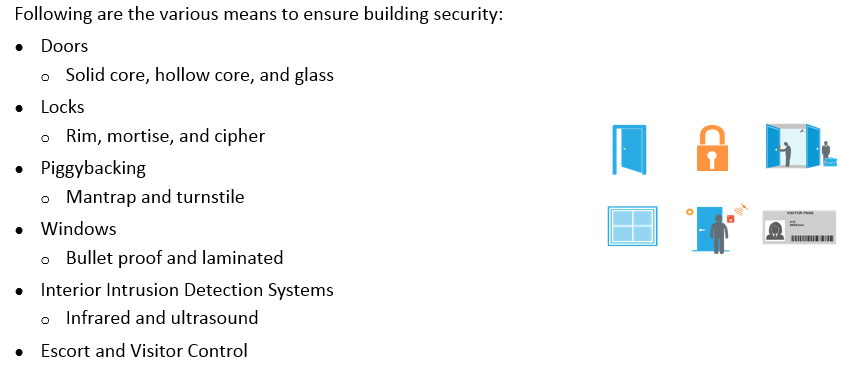 Following are the various means to ensure building security:
• Doors
o Solid core, hollow core, and glass
• Locks
o Rim, mortise, and cipher
• Piggybacking
o Mantrap and turnstile
• Windows
o Bullet proof and laminated
• Interior Intrusion Detection Systems
o Infrared and ultrasound
• Escort and Visitor Control
VISITOR PASS